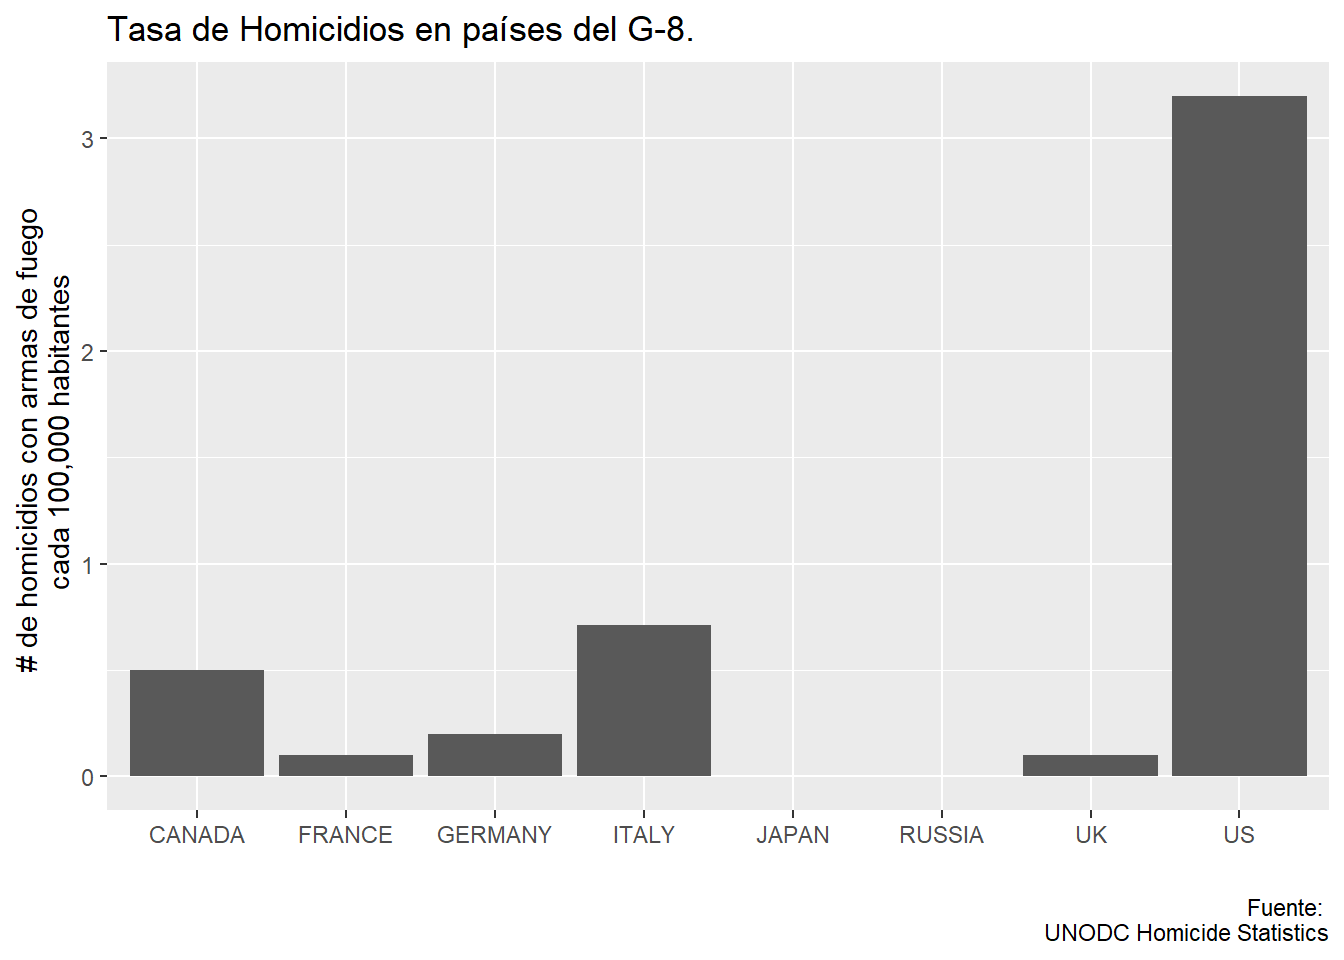 Tasa de Homicidios en países del G-8.
# de homicidios con armas de fuego
cada 100,000 habitantes
3
2
1
0
CANADA FRANCE GERMANY ITALY JAPAN RUSSIA UK US
Fuente:
UNODC Homicide Statistics